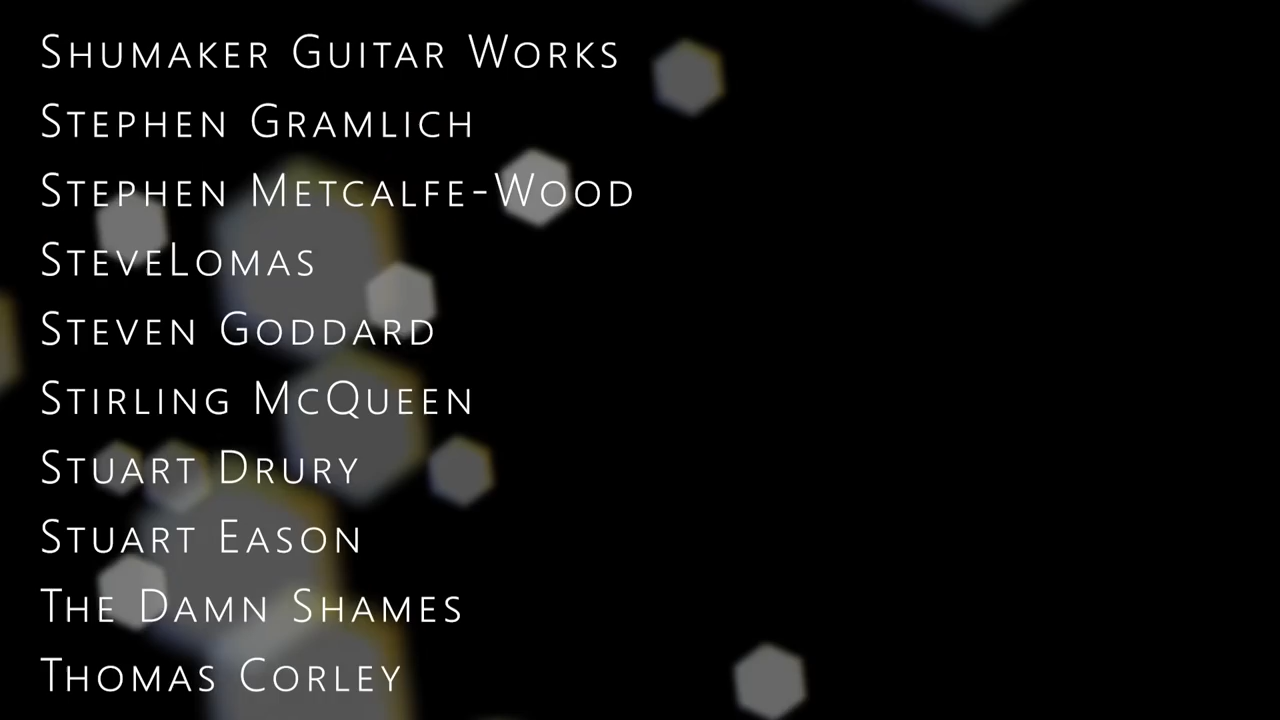 Shumaker Guitar Works
Stephen Gramlich
Stephen Metcalfe-Wood
SteveLomas
Steven Goddard
Stirling McQueen
Stuart Drury
Stuart Eason
The Damn Shames
Thomas Corley